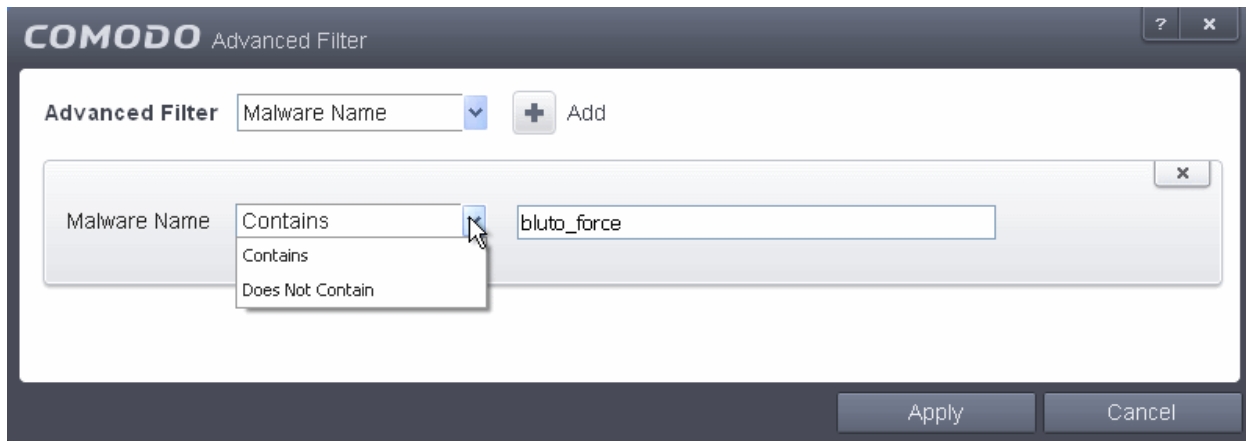 COMODO Advanced Filter ? x
Advanced Filter Malware Name + Add
x
Malware Name Contains bluto_force
Contains
Does Not Contain
Apply Cancel